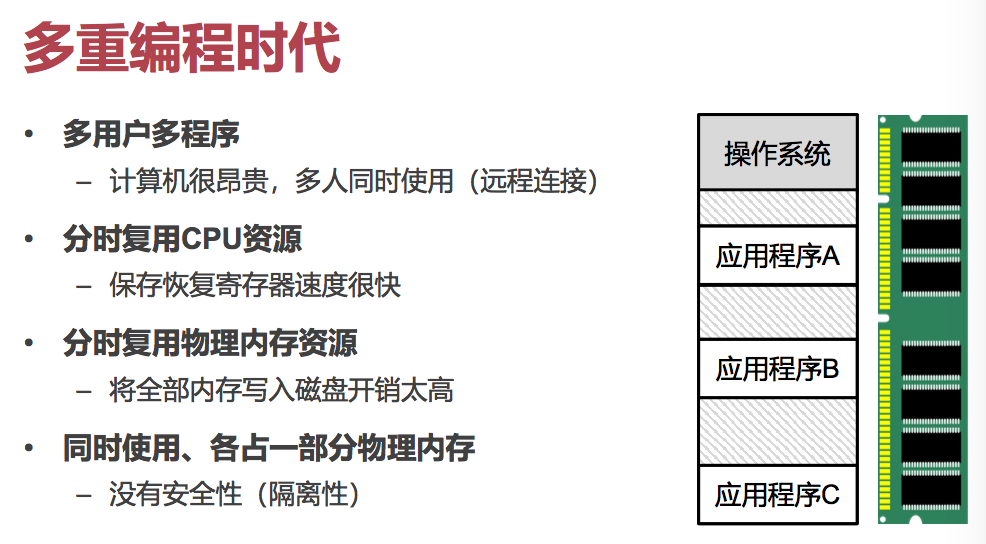 多重编程时代
• 多用户多程序
– 计算机很昂贵，多人同时使用（远程连接）
• 分时复用CPU资源
– 保存恢复寄存器速度很快
• 分时复用物理内存资源
– 将全部内存写入磁盘开销太高
• 同时使用、各占一部分物理内存
– 没有安全性（隔离性）
操作系统
应用程序A
应用程序B
应用程序C